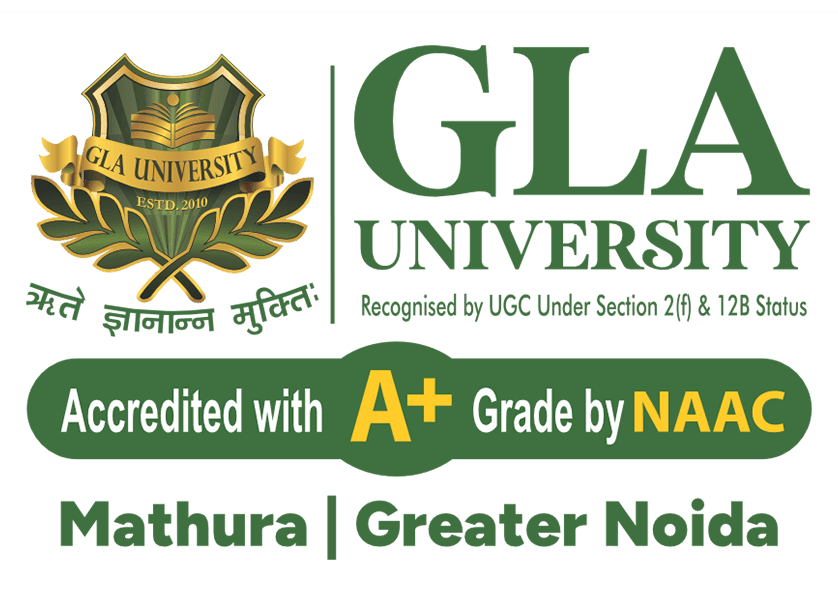 GLA UNIVERSITY
ESTD. 2010
ऋते ज्ञानान्न मुक्तिः
GLA
UNIVERSITY
Recognised by UGC Under Section 2(f) & 12B Status
Accredited with A+ Grade by NAAC
Mathura | Greater Noida